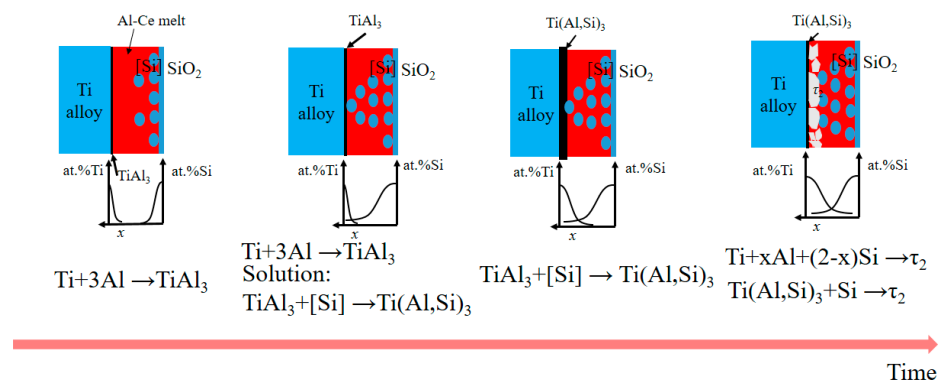 Al-Ce melt
[Si] SiO₂
Ti
alloy
at.%Ti
TiAl₃
at.%Si
x
Ti+3Al →TiAl₃
TiAl₃
[Si] SiO₂
Ti
alloy
at.%Ti
at.%Si
x
Ti+3Al →TiAl₃
Solution:
TiAl₃+[Si] →Ti(Al,Si)₃
Ti(Al,Si)₃
[Si] SiO₂
Ti
alloy
at.%Ti
at.%Si
x
TiAl₃+[Si] → Ti(Al,Si)₃
Ti(Al,Si)₃
[Si] SiO₂
Ti
alloy
τ₂
at.%Ti
at.%Si
x
Ti+xAl+(2-x)Si →τ₂
Ti(Al,Si)₃+Si →τ₂
Time